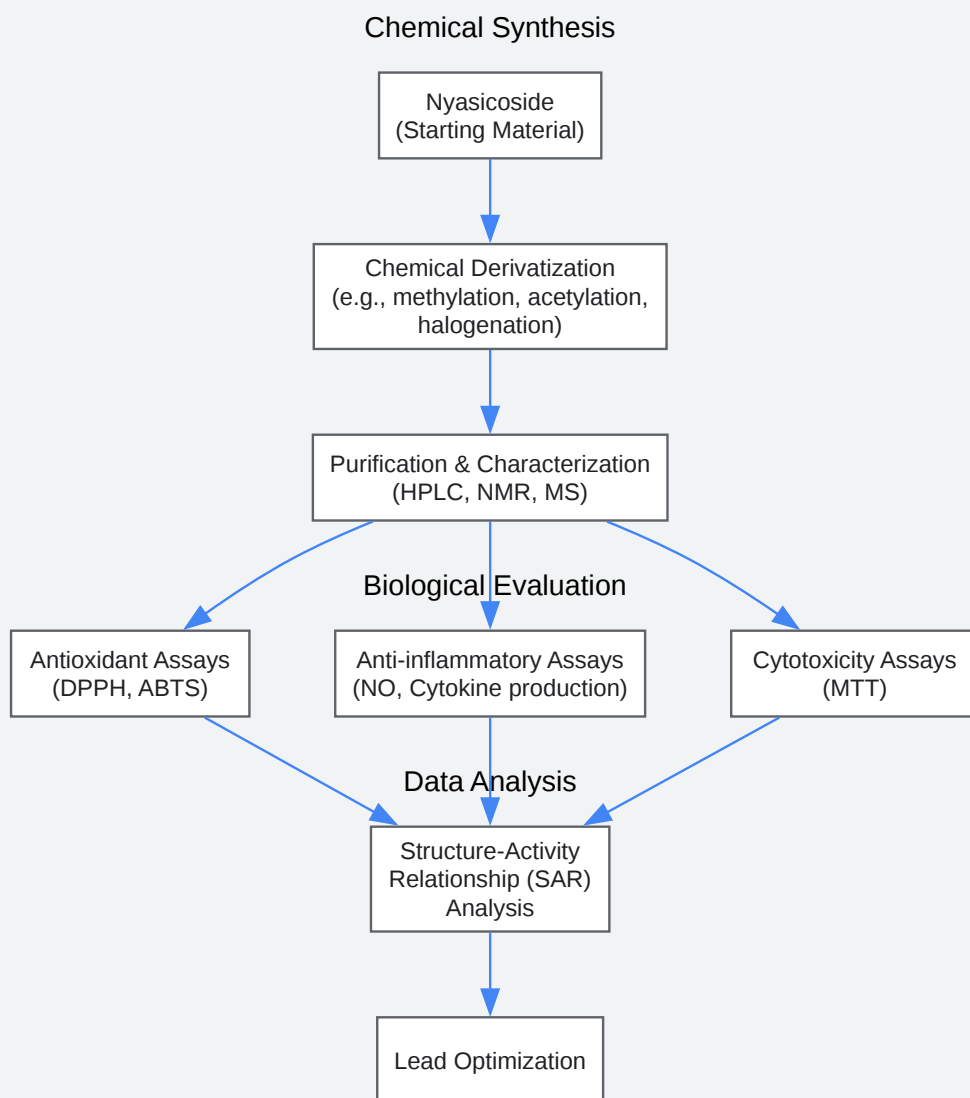 Chemical Synthesis
Nyasicoside
(Starting Material)
Chemical Derivatization
(e.g., methylation, acetylation,
halogenation)
Purification & Characterization
(HPLC, NMR, MS)
Biological Evaluation
Antioxidant Assays
(DPPH, ABTS)
Anti-inflammatory Assays
(NO, Cytokine production)
Cytotoxicity Assays
(MTT)
Data Analysis
Structure-Activity
Relationship (SAR)
Analysis
Lead Optimization